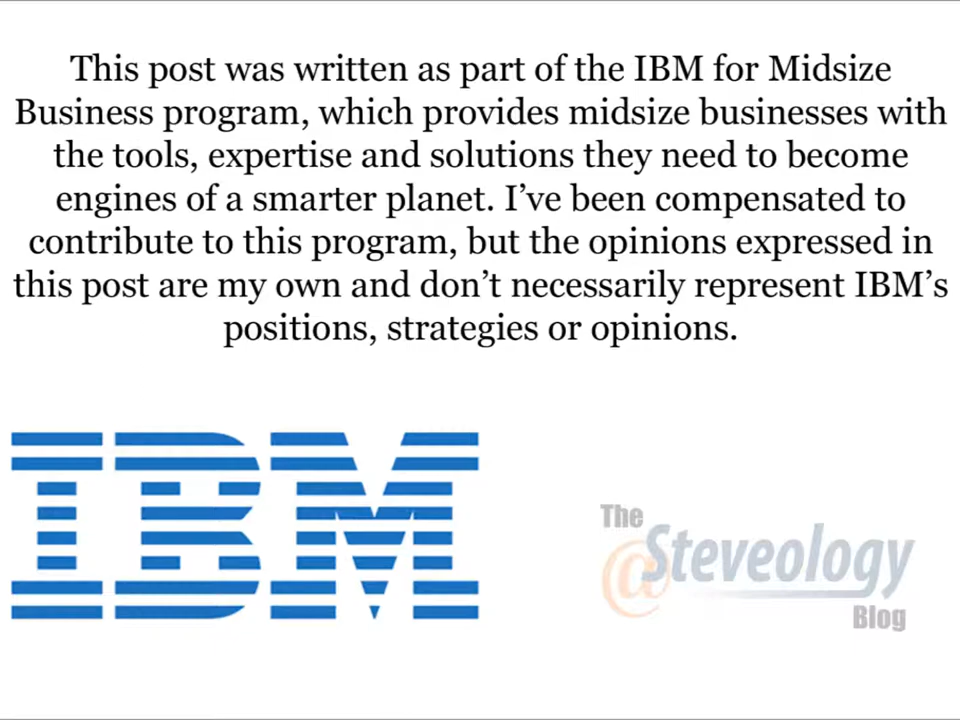 This post was written as part of the IBM for Midsize
Business program, which provides midsize businesses with
the tools, expertise and solutions they need to become
engines of a smarter planet. I’ve been compensated to
contribute to this program, but the opinions expressed in
this post are my own and don’t necessarily represent IBM’s
positions, strategies or opinions.
IBM
The
@Steveology
Blog